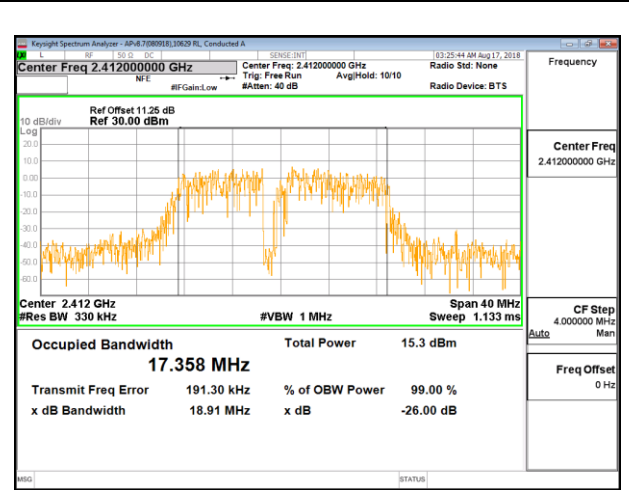 Keysight Spectrum Analyzer - APv8.7(080918),10629 RL, Conducted A
L RF 50 Ω DC SENSE:INT 03:25:44 AM Aug 17, 2018
Center Freq 2.412000000 GHz Center Freq: 2.412000000 GHz Radio Std: None Frequency
NFE Trig: Free Run Avg|Hold: 10/10
#IFGain:Low #Atten: 40 dB Radio Device: BTS
Ref Offset 11.25 dB
10 dB/div Ref 30.00 dBm
Log
20.0
10.0
0.00
-10.0
-20.0
-30.0
-40.0
-50.0
-60.0
Center Freq
2.412000000 GHz
Center 2.412 GHz Span 40 MHz
#Res BW 330 kHz #VBW 1 MHz Sweep 1.133 ms
CF Step
4.000000 MHz
Auto Man
Occupied Bandwidth Total Power 15.3 dBm
17.358 MHz
Freq Offset
0 Hz
Transmit Freq Error 191.30 kHz % of OBW Power 99.00 %
x dB Bandwidth 18.91 MHz x dB -26.00 dB
MSG STATUS